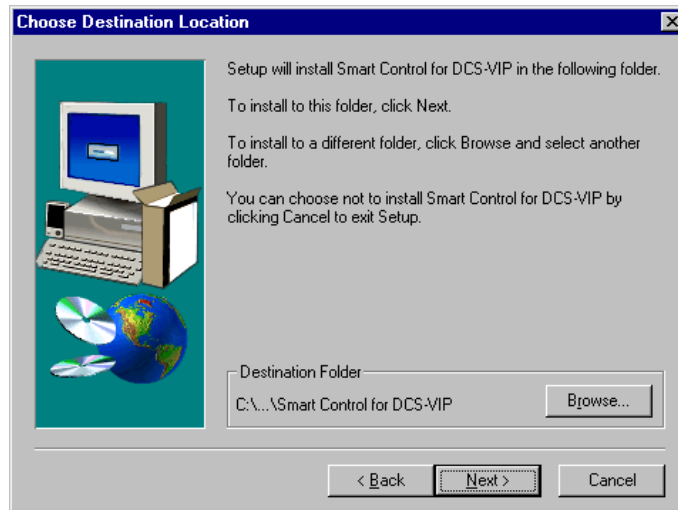 Choose Destination Location
Setup will install Smart Control for DCS-VIP in the following folder.
To install to this folder, click Next.
To install to a different folder, click Browse and select another
folder.
You can choose not to install Smart Control for DCS-VIP by
clicking Cancel to exit Setup.
Destination Folder
C:\...\Smart Control for DCS-VIP
Browse...
< Back
Next >
Cancel